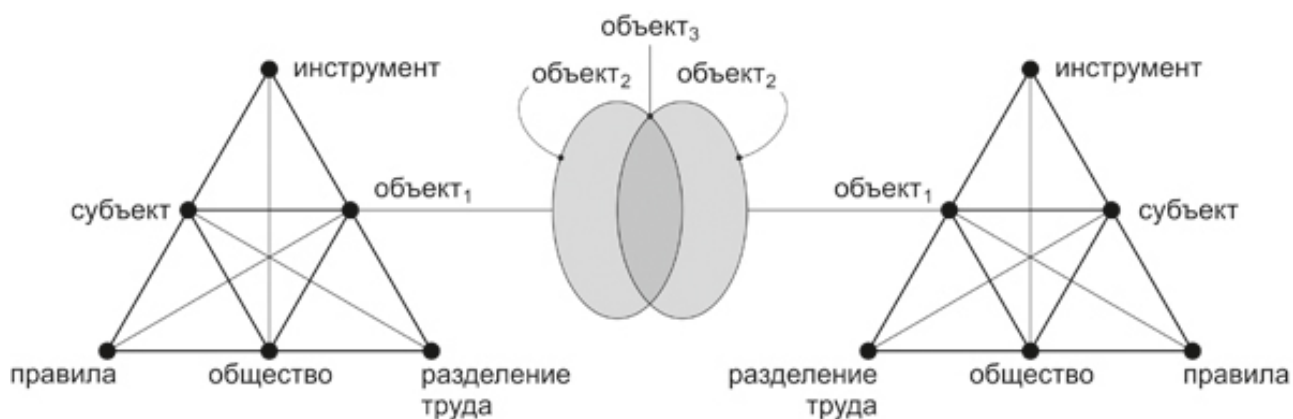 объект₃
объект₂ объект₂
инструмент инструмент
объект₁ объект₁
субъект субъект
правила общество разделение труда
разделение труда общество правила